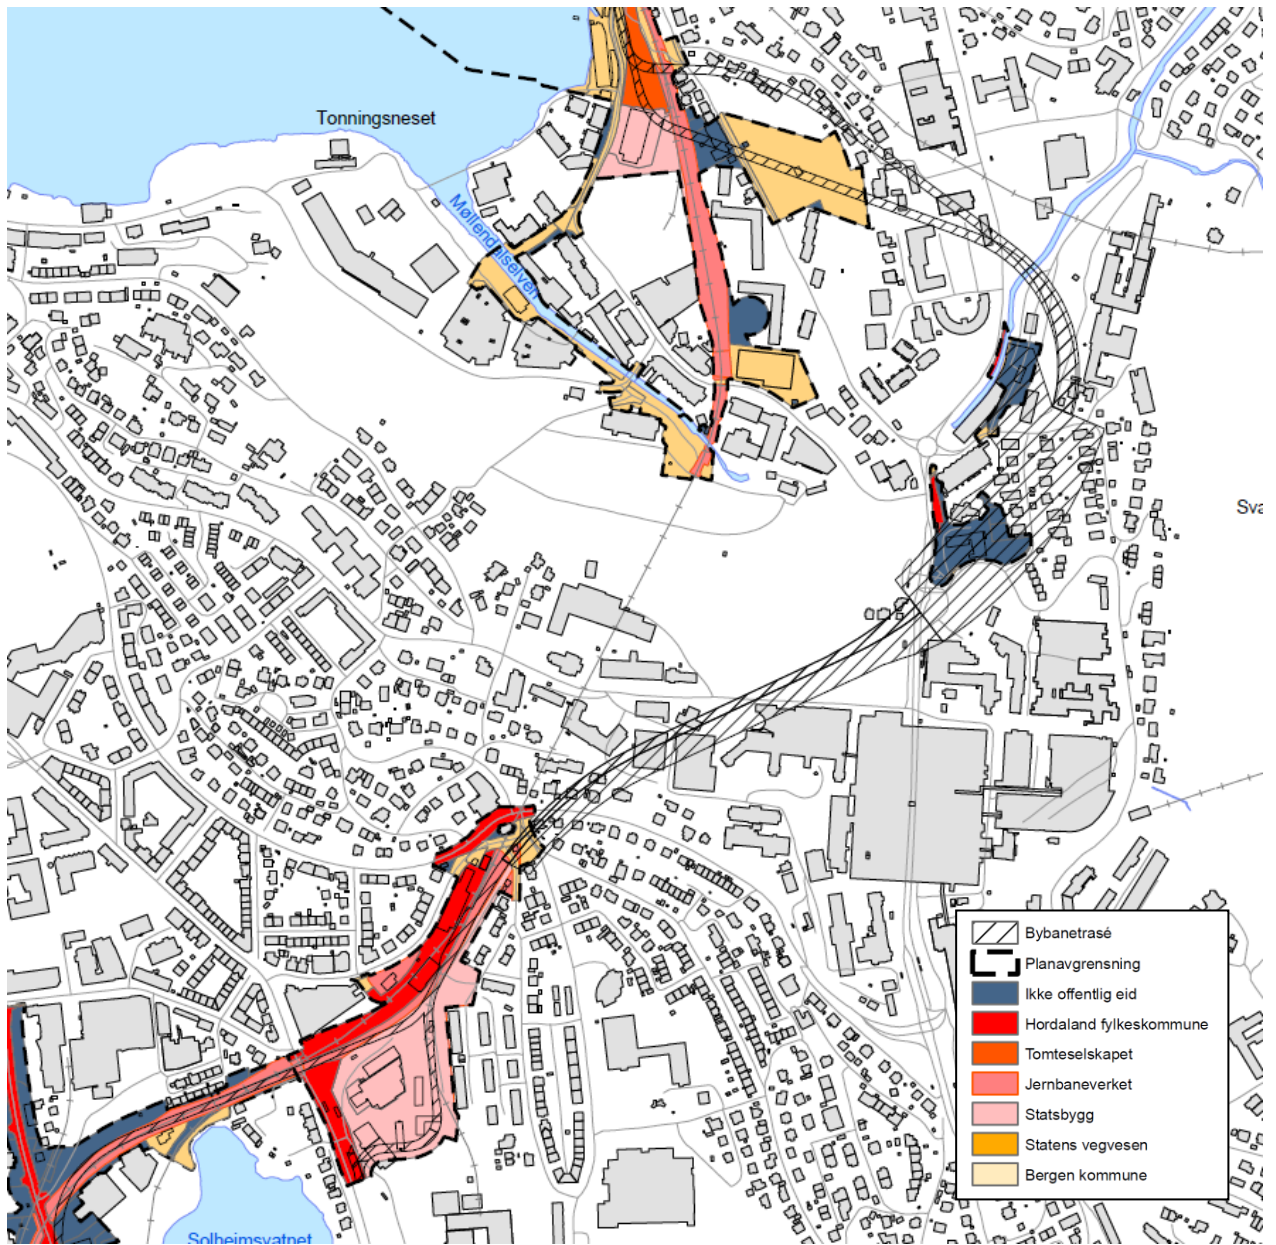 Tonningsneset
Møllendalselven
Sva
Bybanetrasé
Planavgrensning
Ikke offentlig eid
Hordaland fylkeskommune
Tomteselskapet
Jernbaneverket
Statsbygg
Statens vegvesen
Bergen kommune
Solheimsvatnet